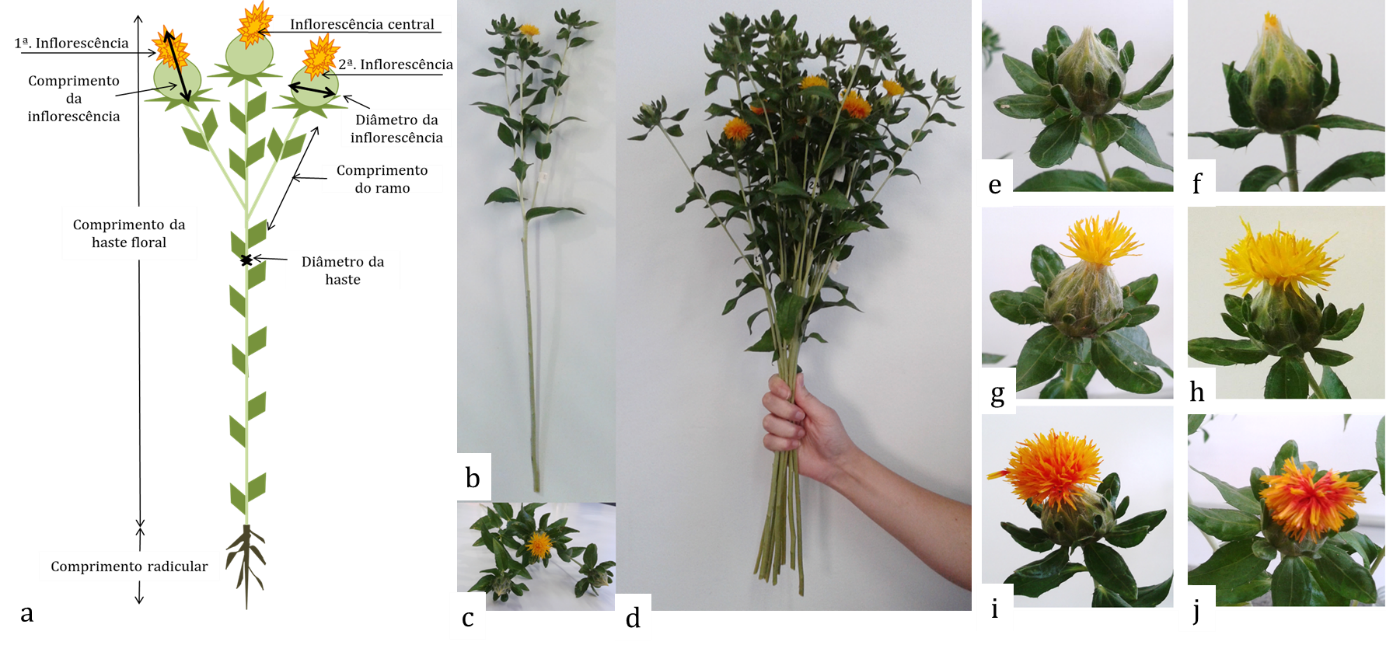 Inflorescência central
1ª. Inflorescência
2ª. Inflorescência
Comprimento
da
inflorescência
Diâmetro da
inflorescência
Comprimento
do ramo
Comprimento da
haste floral
Diâmetro da
haste
Comprimento radicular
a
b
c
d
e
f
g
h
i
j